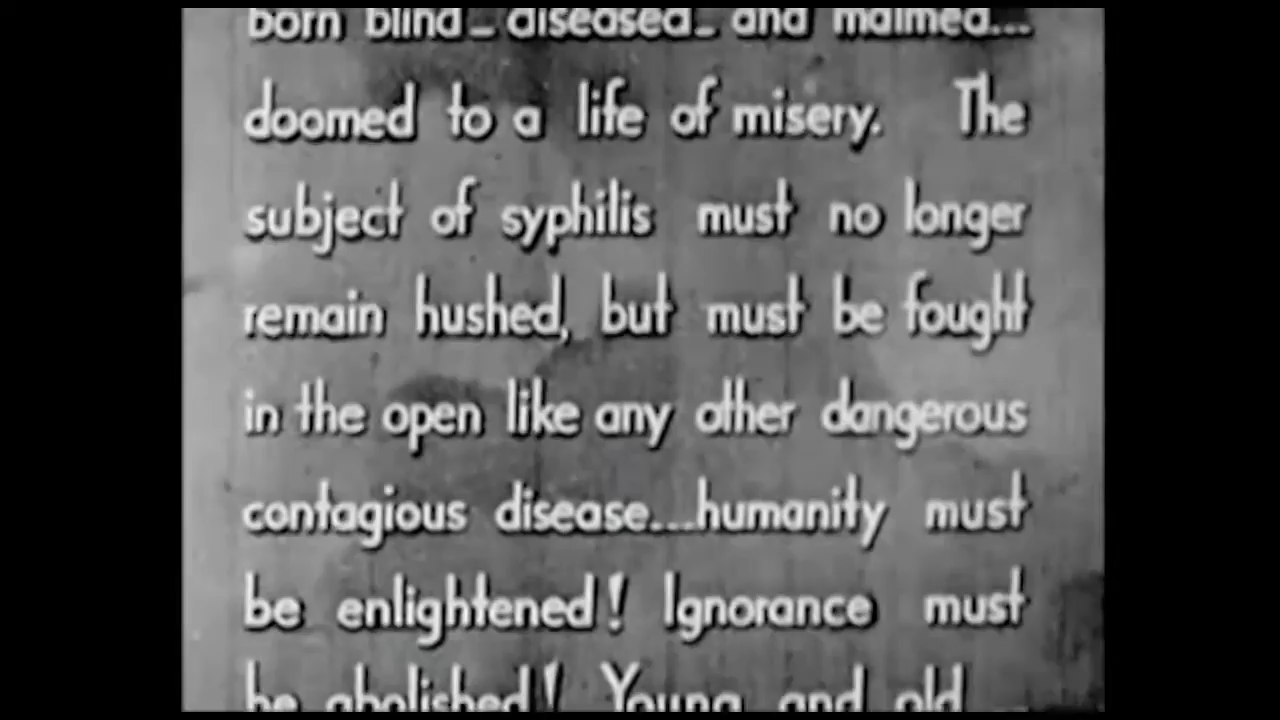 born blind_ diseased_ and maimed...
doomed to a life of misery. The
subject of syphilis must no longer
remain hushed, but must be fought
in the open like any other dangerous
contagious disease...humanity must
be enlightened! Ignorance must
be abolished! Young and old